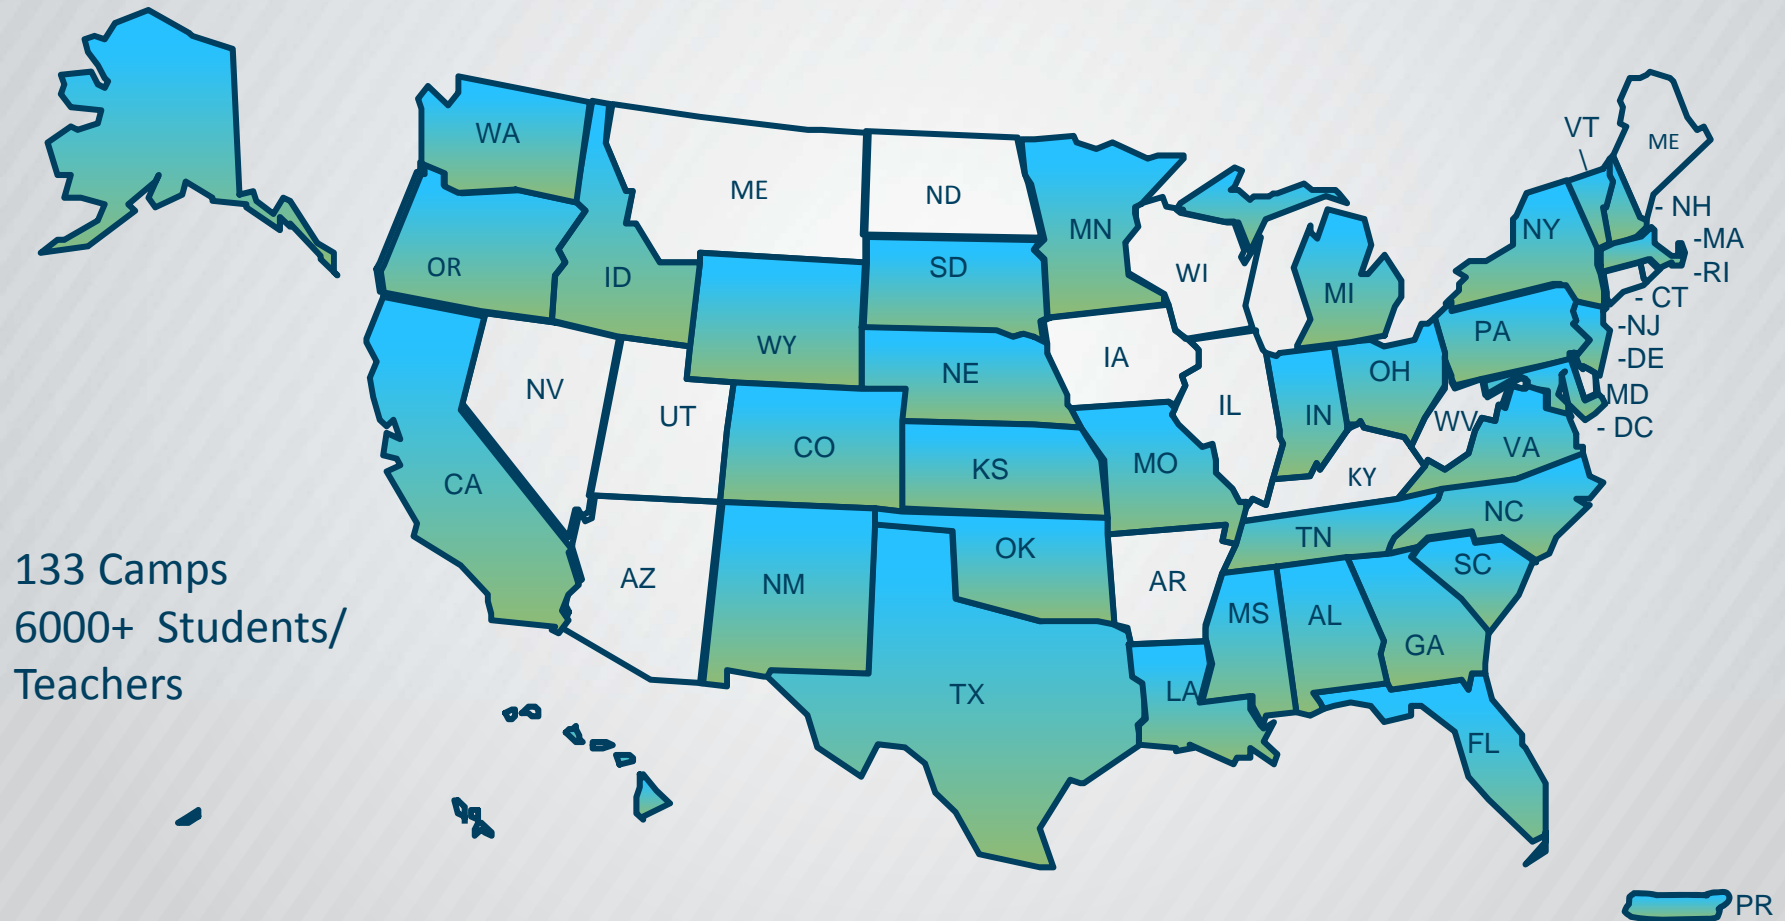 VT
WA
ME
ME
ND
- NH
MN
NY
-MA
OR
SD
WI
-RI
ID
MI
- CT
-NJ
PA
WY
IA
-DE
NE
OH
NV
MD
UT
IL
IN
WV
- DC
CO
VA
KS
MO
KY
CA
NC
TN
OK
SC
133 Camps
AZ
NM
AR
MS
AL
6000+ Students/
GA
Teachers
TX
LA
FL
PR